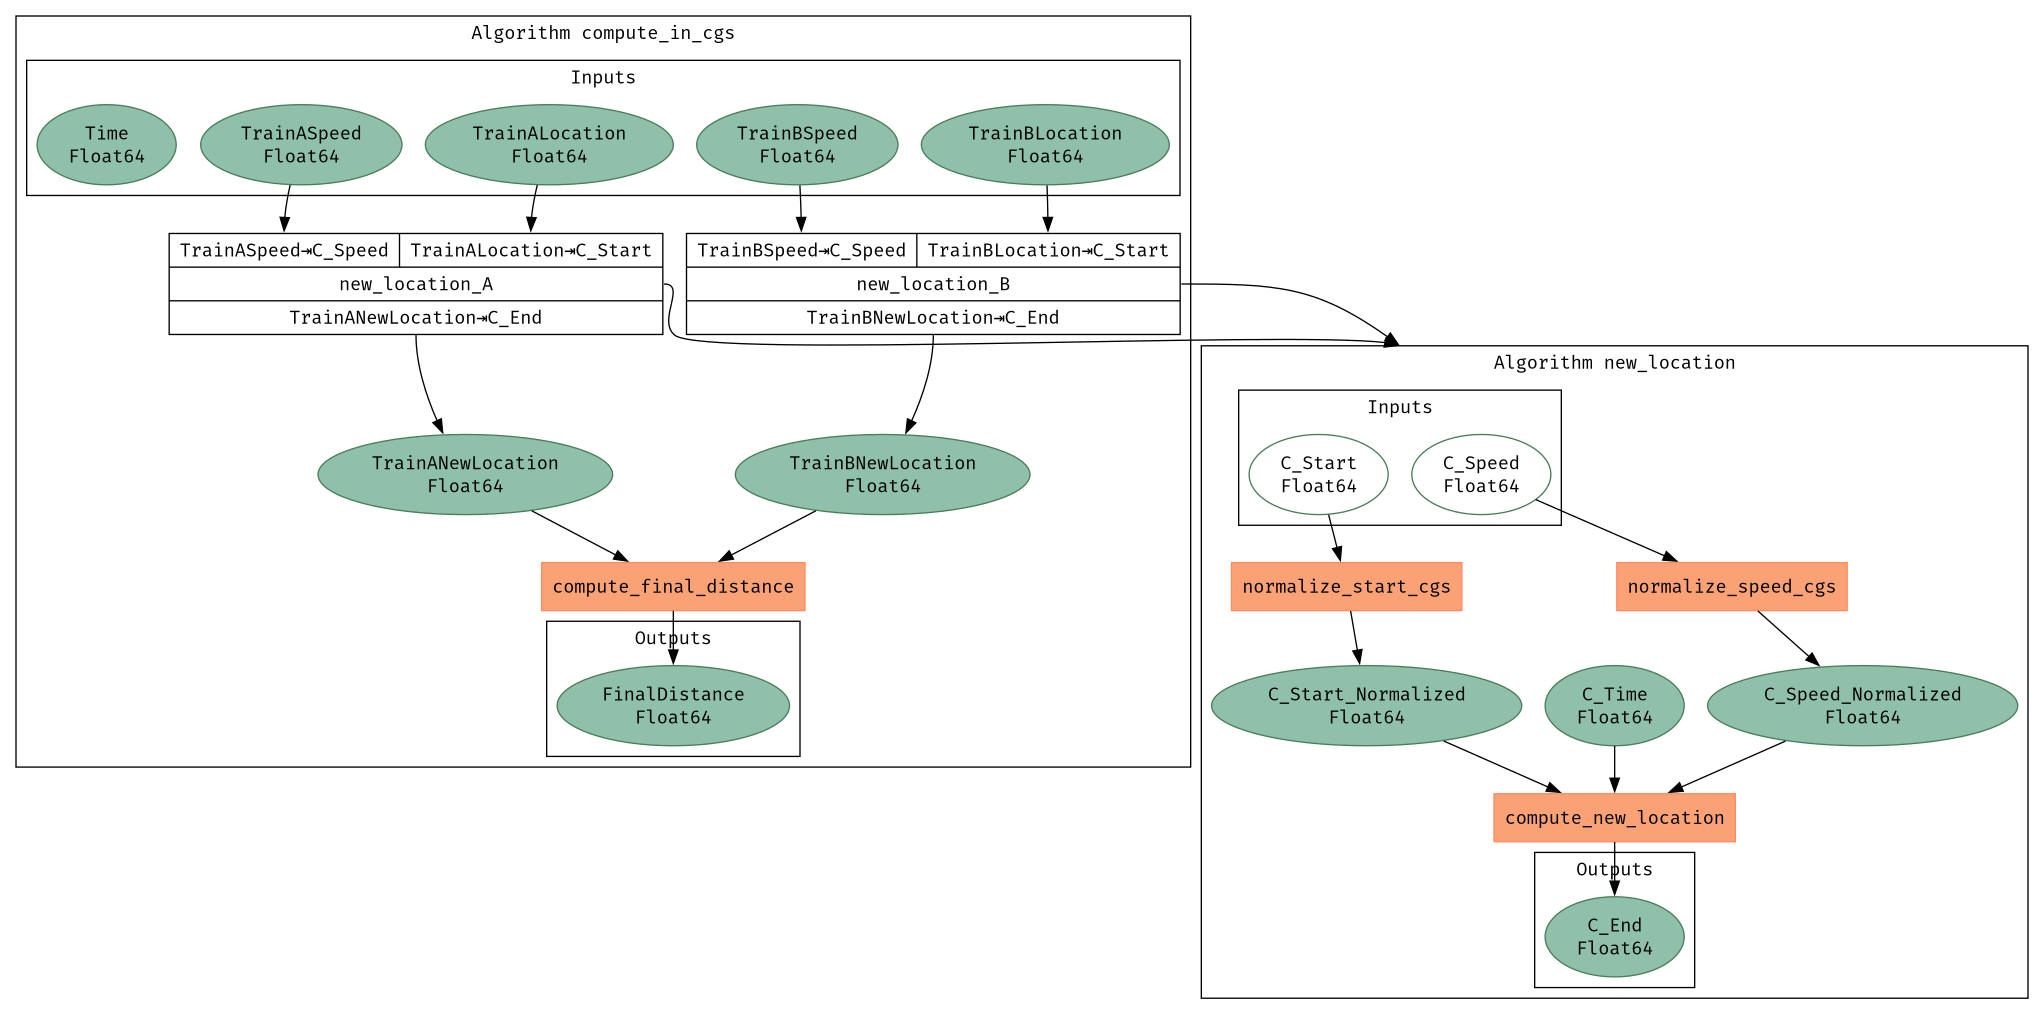 Algorithm compute_in_cgs
Inputs
Time
Float64
TrainASpeed
Float64
TrainALocation
Float64
TrainBSpeed
Float64
TrainBLocation
Float64
TrainASpeed⇥C_Speed
TrainALocation⇥C_Start
new_location_A
TrainANewLocation⇥C_End
TrainBSpeed⇥C_Speed
TrainBLocation⇥C_Start
new_location_B
TrainBNewLocation⇥C_End
TrainANewLocation
Float64
TrainBNewLocation
Float64
compute_final_distance
Outputs
FinalDistance
Float64
Algorithm new_location
Inputs
C_Start
Float64
C_Speed
Float64
normalize_start_cgs
normalize_speed_cgs
C_Start_Normalized
Float64
C_Time
Float64
C_Speed_Normalized
Float64
compute_new_location
Outputs
C_End
Float64